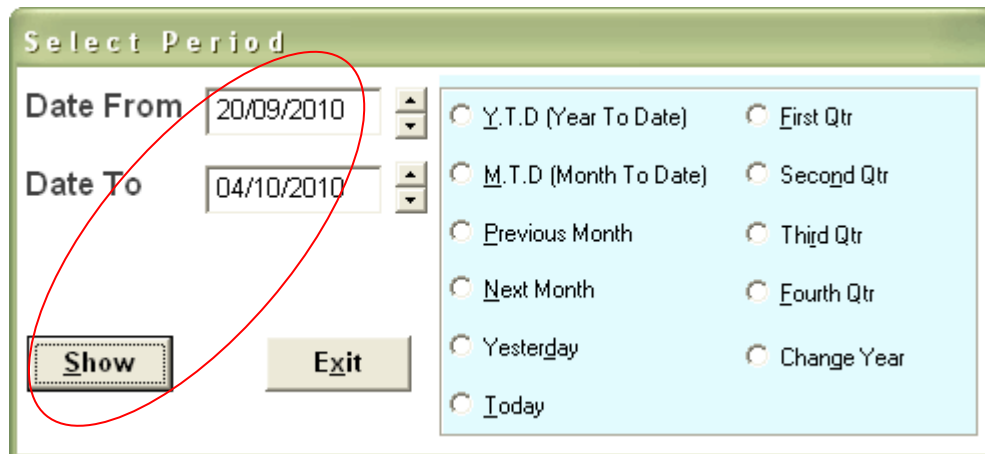 Select Period
Date From 20/09/2010
Date To 04/10/2010
Show Exit
Y.T.D (Year To Date) First Qtr
M.T.D (Month To Date) Second Qtr
Previous Month Third Qtr
Next Month Fourth Qtr
Yesterday Change Year
Today